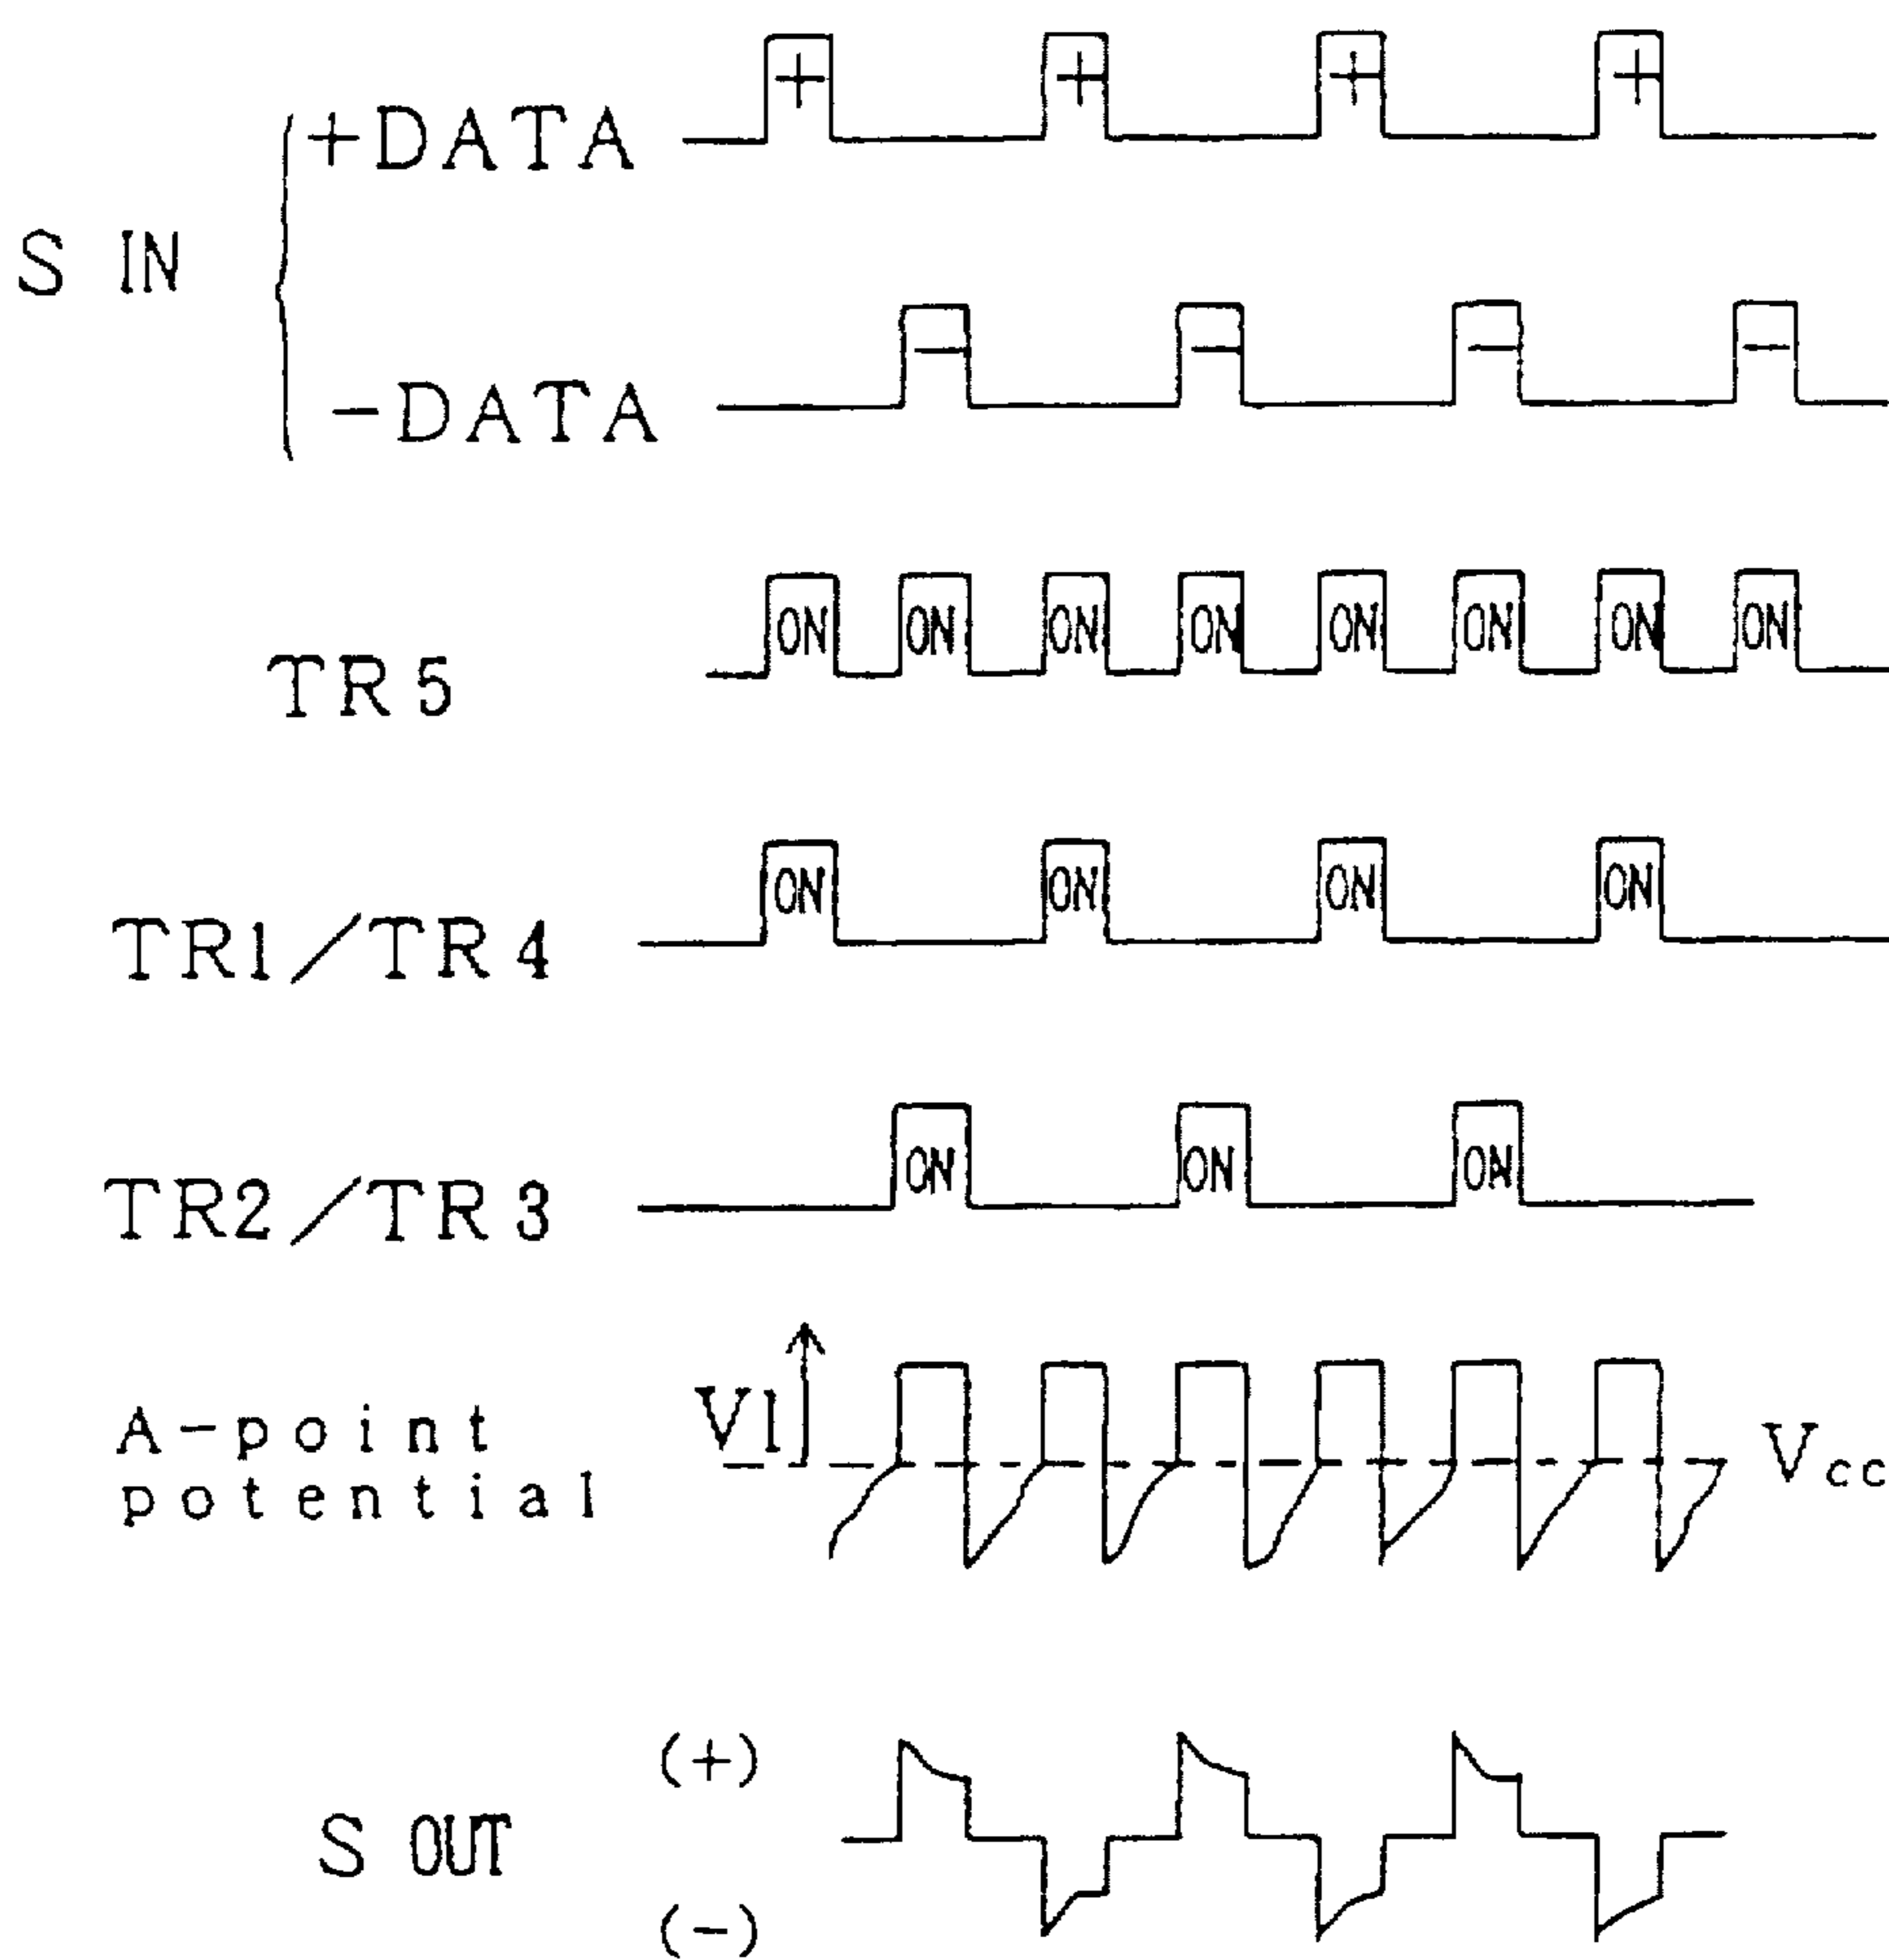 + + + +
+DATA
S IN
- - - -
-DATA
ON ON ON ON ON ON ON ON
TR5
ON ON ON ON
TR1/TR4
ON ON ON
TR2/TR3
V1
A-point
potential
Vcc
(+)
S OUT
(-)